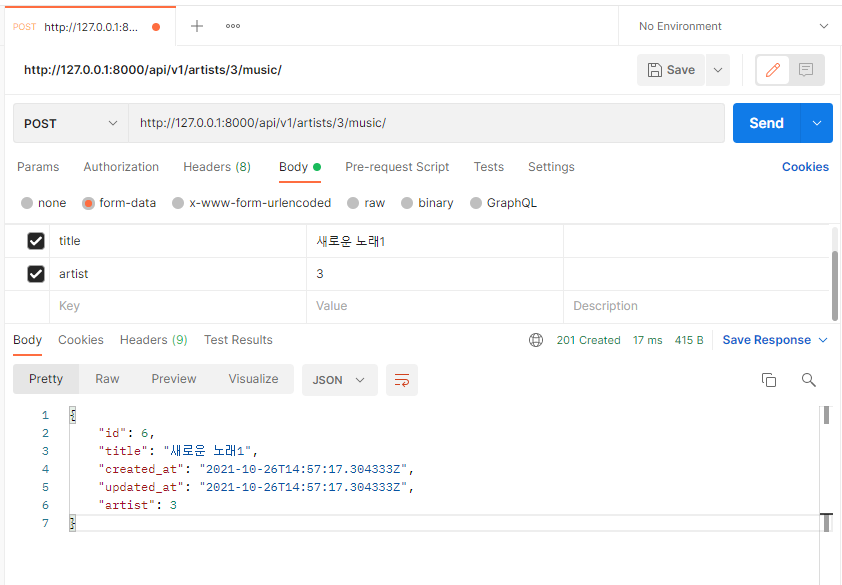 POST http://127.0.0.1:8... No Environment
http://127.0.0.1:8000/api/v1/artists/3/music/ Save
POST http://127.0.0.1:8000/api/v1/artists/3/music/ Send
Params Authorization Headers (8) Body Pre-request Script Tests Settings Cookies
none form-data x-www-form-urlencoded raw binary GraphQL
title 새로운 노래1
artist 3
Key Value Description
Body Cookies Headers (9) Test Results 201 Created 17 ms 415 B Save Response
Pretty Raw Preview Visualize JSON
1 {
2 "id": 6,
3 "title": "새로운 노래1",
4 "created_at": "2021-10-26T14:57:17.304333Z",
5 "updated_at": "2021-10-26T14:57:17.304333Z",
6 "artist": 3
7 }